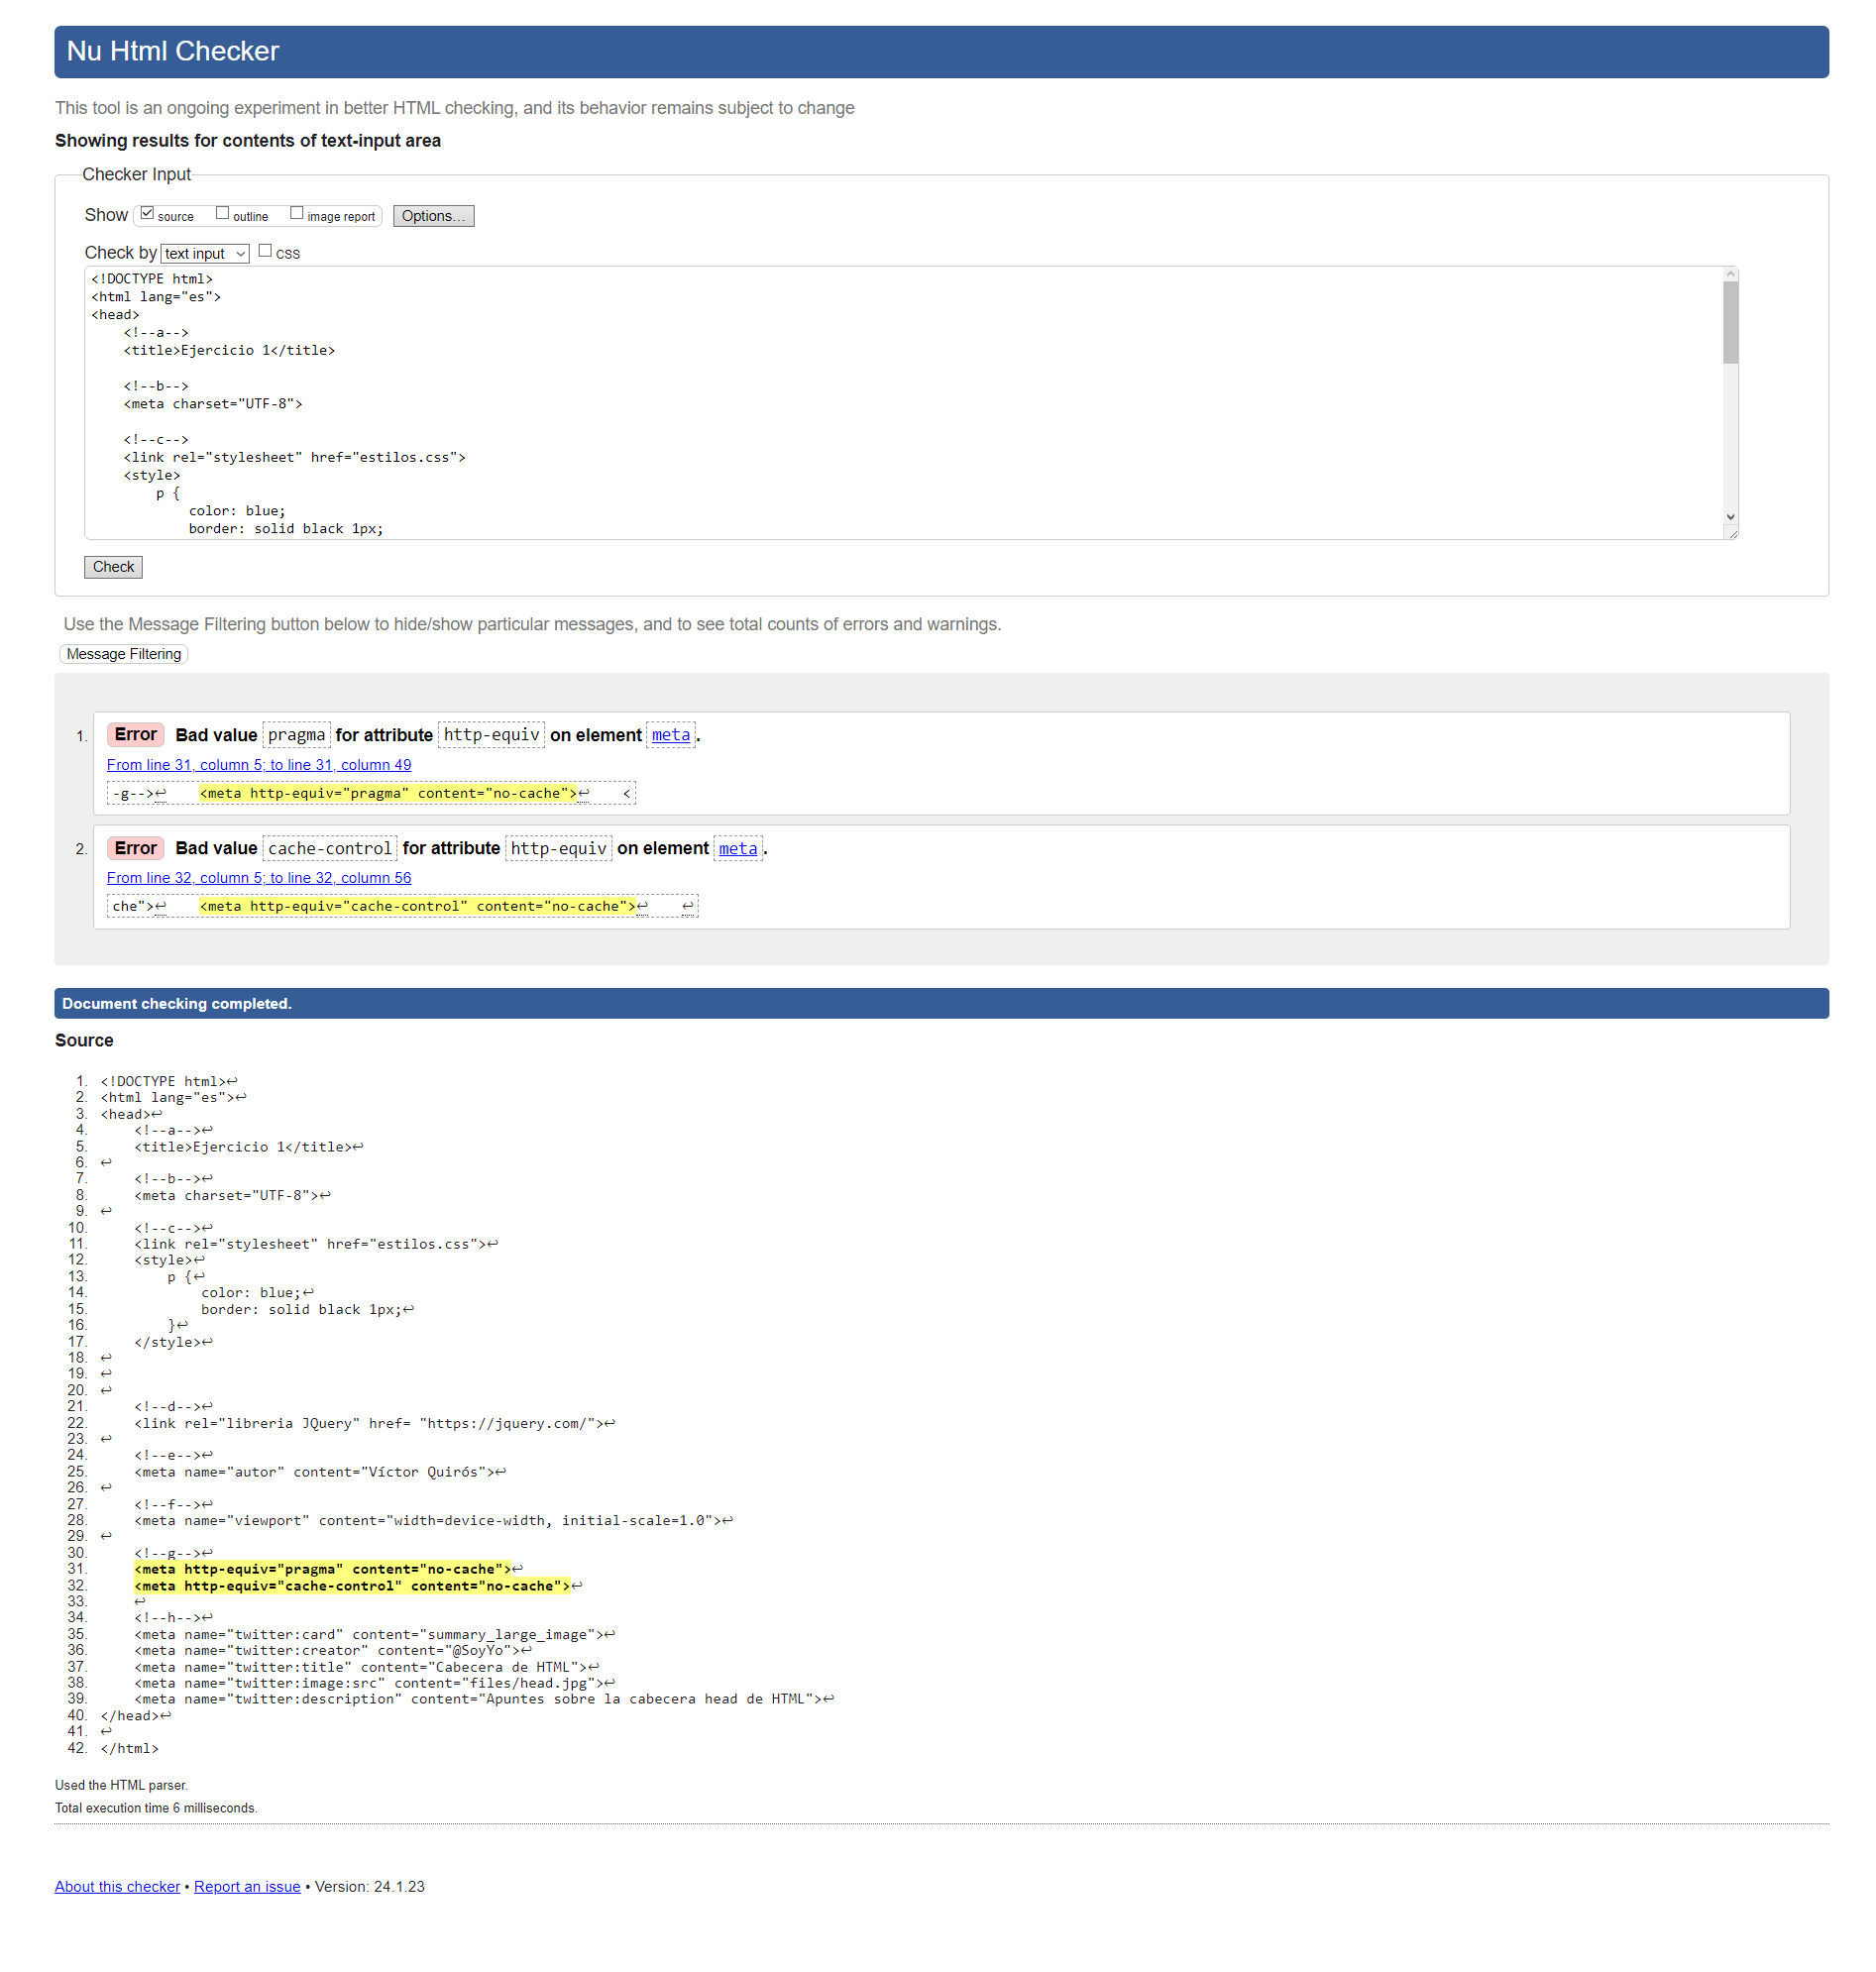 Nu Html Checker
This tool is an ongoing experiment in better HTML checking, and its behavior remains subject to change
Showing results for contents of text-input area
Checker Input
Show source outline image report Options...
Check by text input css
<!DOCTYPE html>
<html lang="es">
<head>
    <!--a-->
    <title>Ejercicio 1</title>

    <!--b-->
    <meta charset="UTF-8">

    <!--c-->
    <link rel="stylesheet" href="estilos.css">
    <style>
        p {
            color: blue;
            border: solid black 1px;
Check
Use the Message Filtering button below to hide/show particular messages, and to see total counts of errors and warnings.
Message Filtering
1. Error Bad value pragma for attribute http-equiv on element meta.
From line 31, column 5; to line 31, column 49
-g-->↩    <meta http-equiv="pragma" content="no-cache">↩    <
2. Error Bad value cache-control for attribute http-equiv on element meta.
From line 32, column 5; to line 32, column 56
che">↩    <meta http-equiv="cache-control" content="no-cache">↩    ↩
Document checking completed.
Source
1. <!DOCTYPE html>↩
2. <html lang="es">↩
3. <head>↩
4.     <!--a-->↩
5.     <title>Ejercicio 1</title>↩
6. ↩
7.     <!--b-->↩
8.     <meta charset="UTF-8">↩
9. ↩
10.     <!--c-->↩
11.     <link rel="stylesheet" href="estilos.css">↩
12.     <style>↩
13.         p {↩
14.             color: blue;↩
15.             border: solid black 1px;↩
16.         }↩
17.     </style>↩
18. ↩
19. ↩
20. ↩
21.     <!--d-->↩
22.     <link rel="libreria JQuery" href= "https://jquery.com/">↩
23. ↩
24.     <!--e-->↩
25.     <meta name="autor" content="Víctor Quirós">↩
26. ↩
27.     <!--f-->↩
28.     <meta name="viewport" content="width=device-width, initial-scale=1.0">↩
29. ↩
30.     <!--g-->↩
31.     <meta http-equiv="pragma" content="no-cache">↩
32.     <meta http-equiv="cache-control" content="no-cache">↩
33.     ↩
34.     <!--h-->↩
35.     <meta name="twitter:card" content="summary_large_image">↩
36.     <meta name="twitter:creator" content="@SoyYo">↩
37.     <meta name="twitter:title" content="Cabecera de HTML">↩
38.     <meta name="twitter:image:src" content="files/head.jpg">↩
39.     <meta name="twitter:description" content="Apuntes sobre la cabecera head de HTML">↩
40. </head>↩
41. ↩
42. </html>
Used the HTML parser.
Total execution time 6 milliseconds.
About this checker • Report an issue • Version: 24.1.23